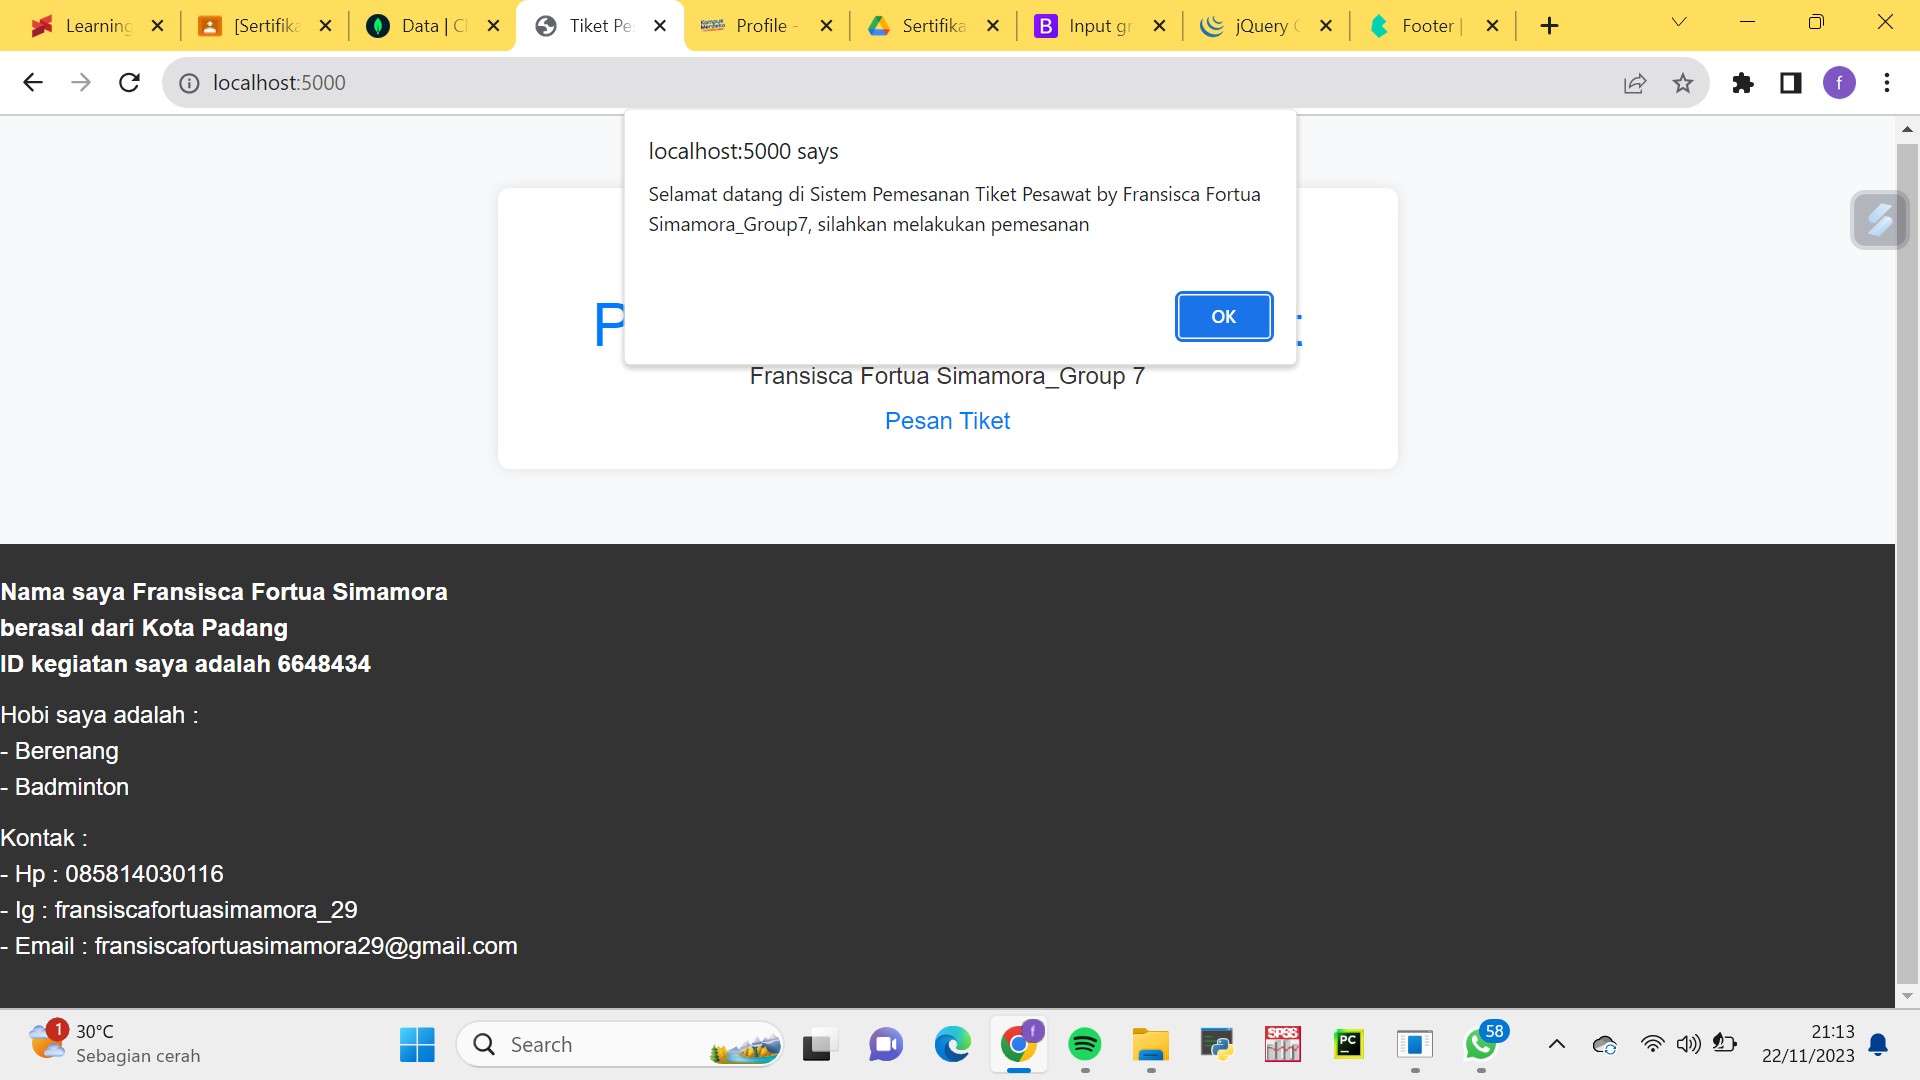 Learning
[Sertifika
Data | Cl
Tiket Pe
Profile -
Sertifika
Input gr
jQuery
Footer |
localhost:5000
f
localhost:5000 says
Selamat datang di Sistem Pemesanan Tiket Pesawat by Fransisca Fortua
Simamora_Group7, silahkan melakukan pemesanan
OK
P
Fransisca Fortua Simamora_Group 7
Pesan Tiket
Nama saya Fransisca Fortua Simamora
berasal dari Kota Padang
ID kegiatan saya adalah 6648434
Hobi saya adalah :
- Berenang
- Badminton
Kontak :
- Hp : 085814030116
- Ig : fransiscafortuasimamora_29
- Email : fransiscafortuasimamora29@gmail.com
1
30°C
Sebagian cerah
Search
f
SPSS
PC
58
21:13
22/11/2023